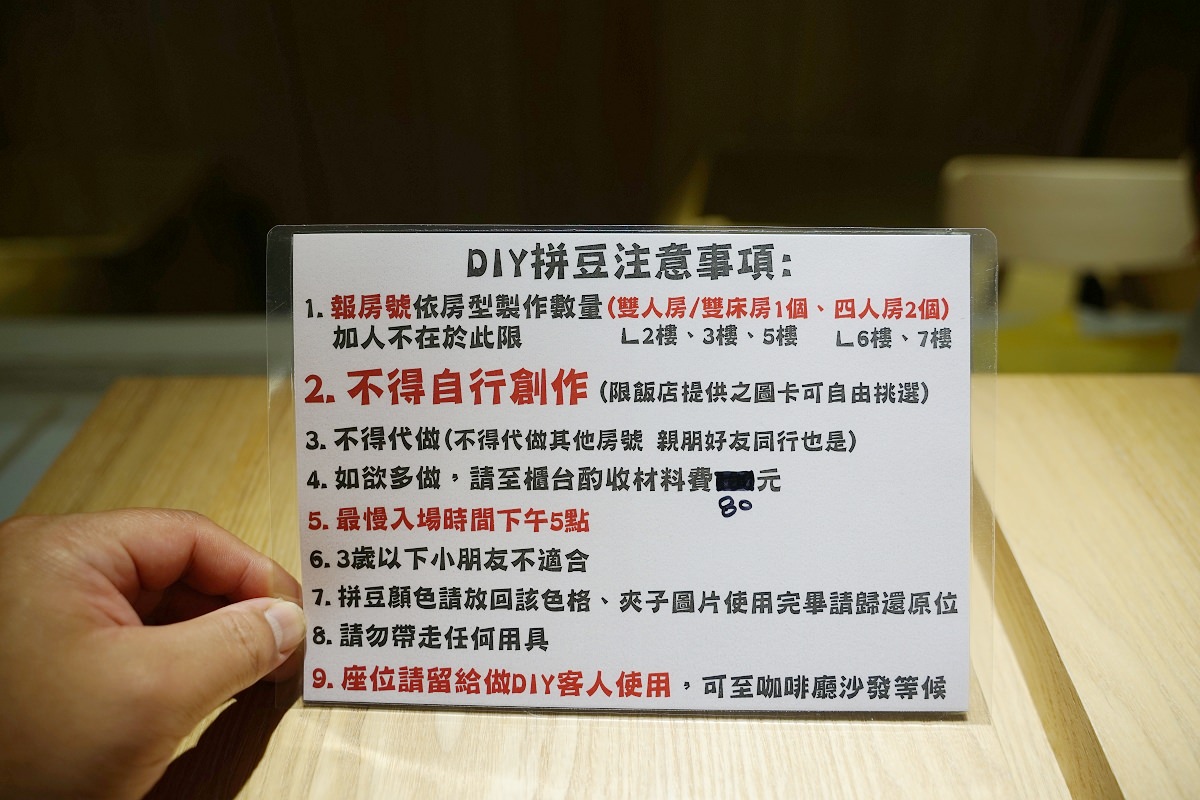 DIY拼豆注意事項:
1. 報房號依房型製作數量(雙人房/雙床房1個、四人房2個)
加人不在於此限 ∟2樓、3樓、5樓 ∟6樓、7樓
2. 不得自行創作(限飯店提供之圖卡可自由挑選)
3. 不得代做(不得代做其他房號 親朋好友同行也是)
4. 如欲多做,請至櫃台酌收材料費 元
80
5. 最慢入場時間下午5點
6. 3歲以下小朋友不適合
7. 拼豆顏色請放回該色格、夾子圖片使用完畢請歸還原位
8. 請勿帶走任何用具
9. 座位請留給做DIY客人使用,可至咖啡廳沙發等候